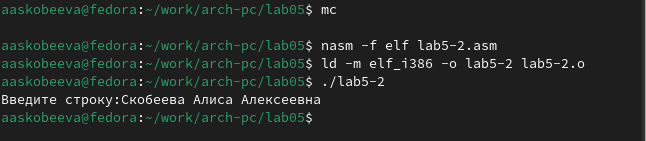 aaskobeeva@fedora:~/work/arch-pc/lab05$ mc
aaskobeeva@fedora:~/work/arch-pc/lab05$ nasm -f elf lab5-2.asm
aaskobeeva@fedora:~/work/arch-pc/lab05$ ld -m elf_i386 -o lab5-2 lab5-2.o
aaskobeeva@fedora:~/work/arch-pc/lab05$ ./lab5-2
Введите строку:Скобеева Алиса Алексеевна
aaskobeeva@fedora:~/work/arch-pc/lab05$